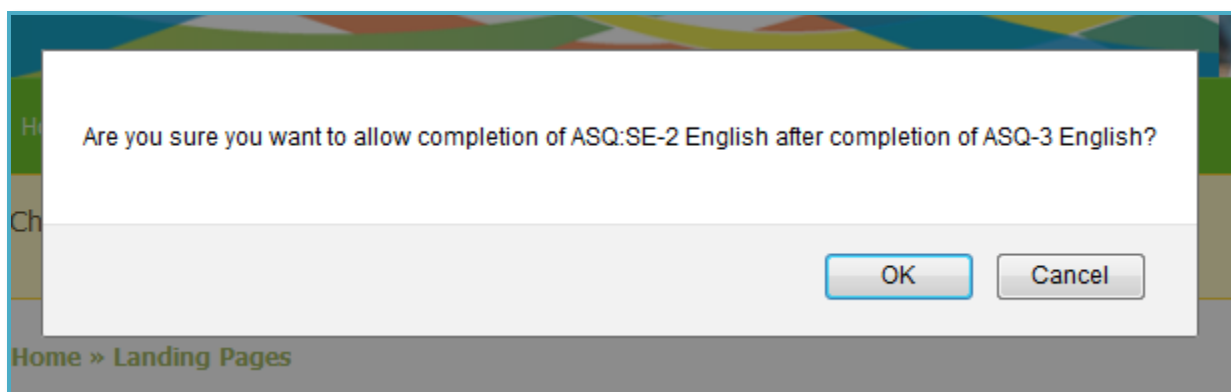 Are you sure you want to allow completion of ASQ:SE-2 English after completion of ASQ-3 English?
OK Cancel
Home » Landing Pages